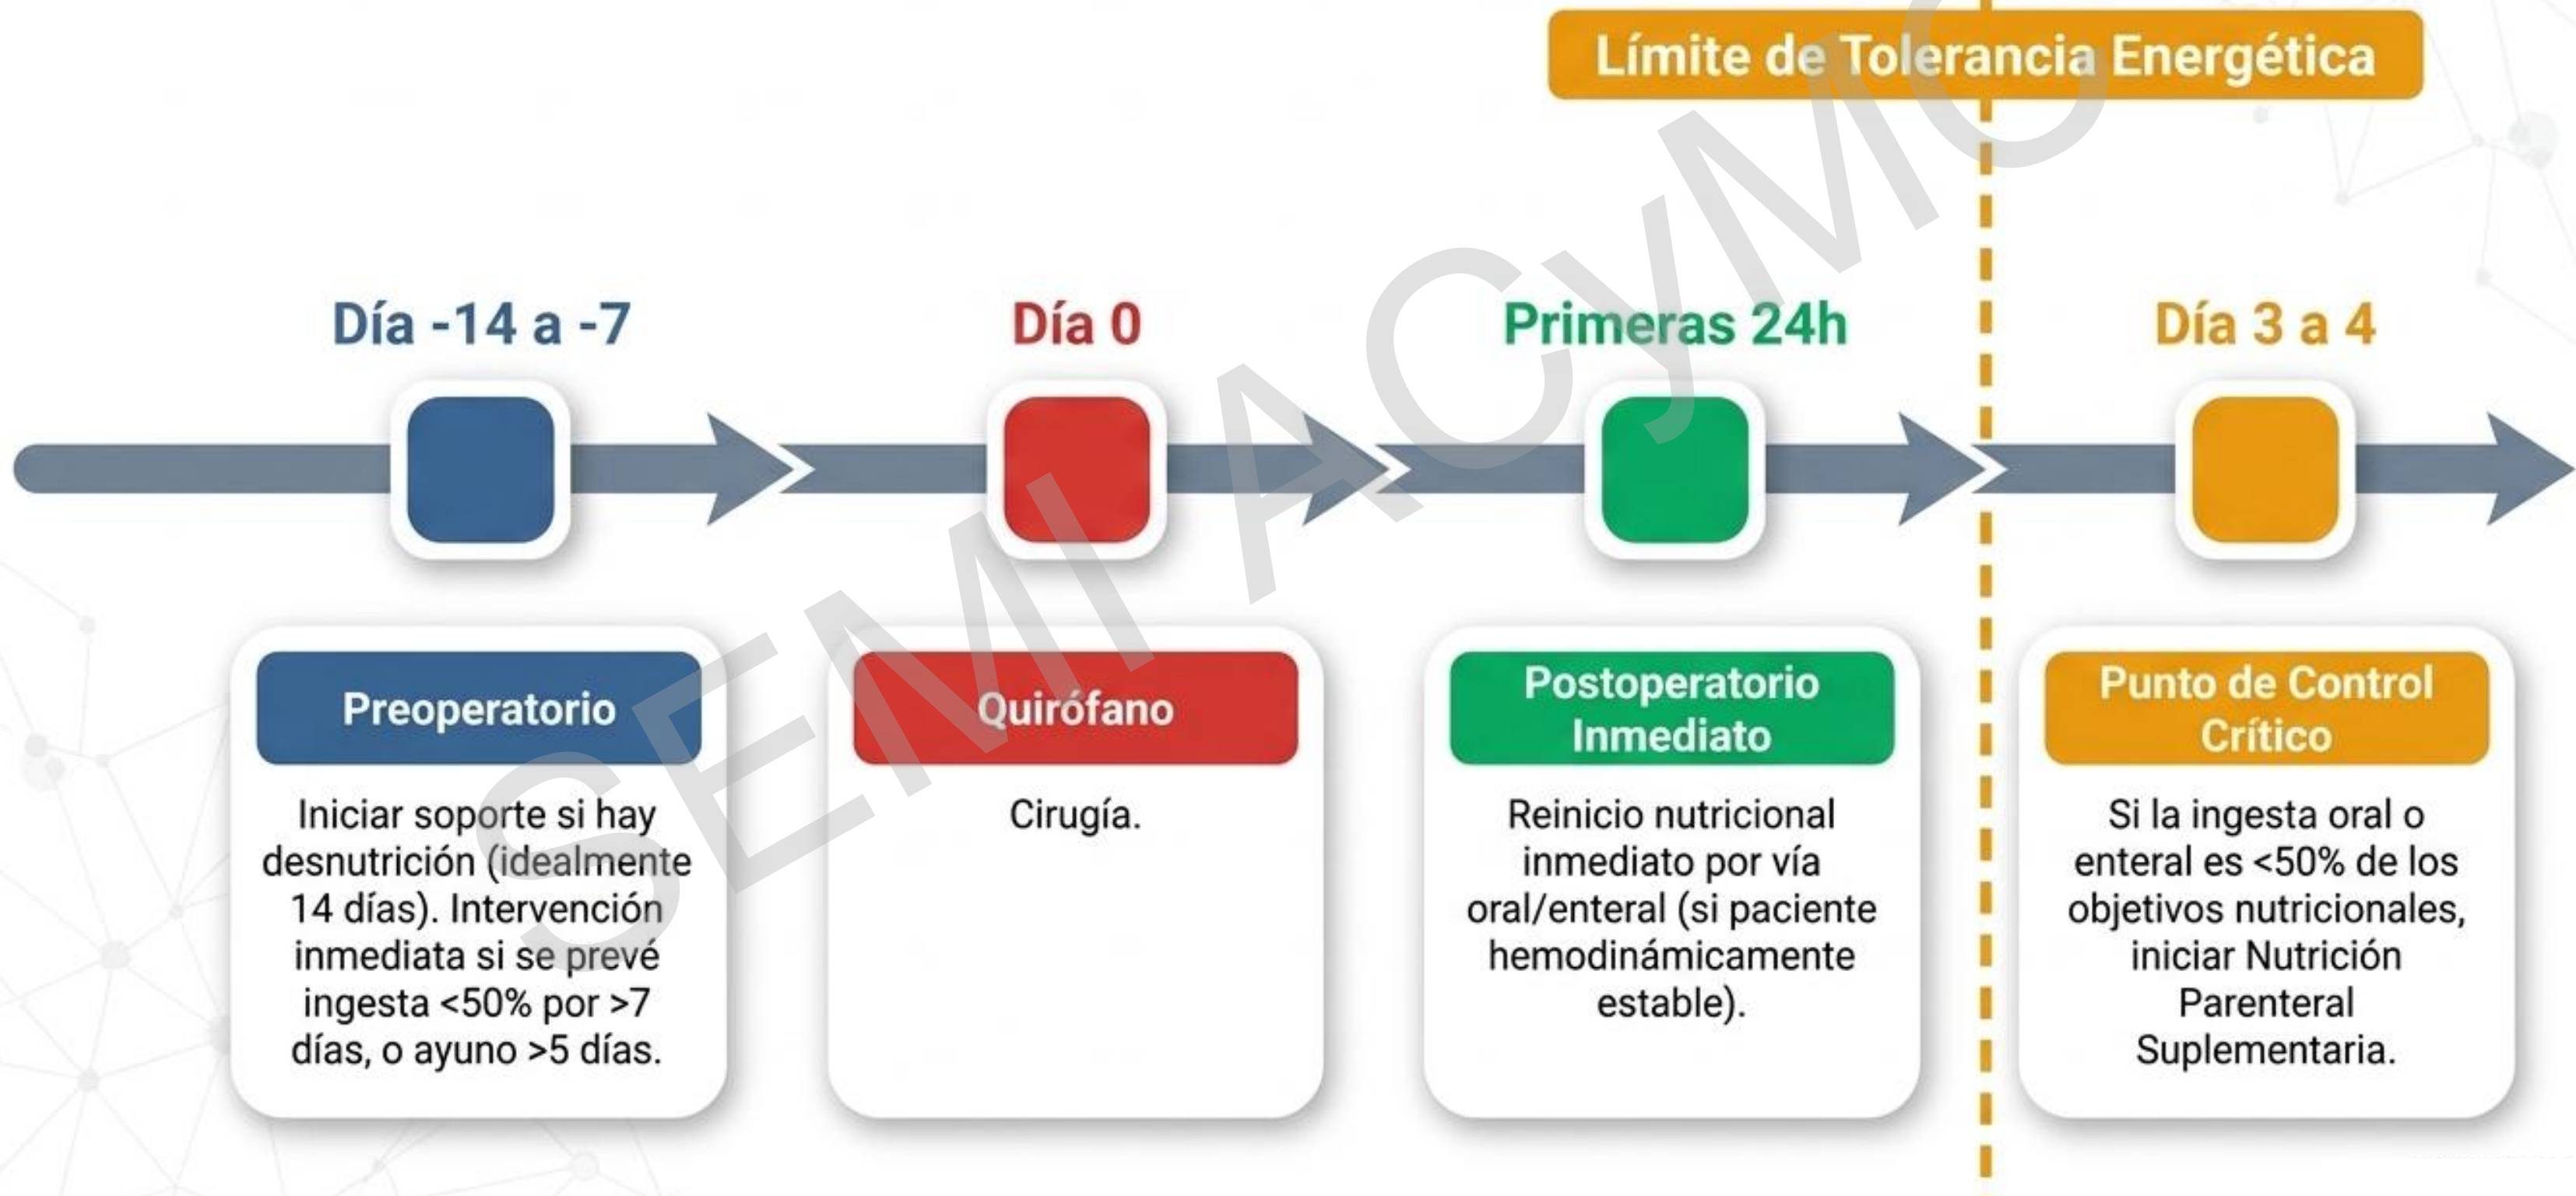 Límite de Tolerancia Energética
Día -14 a -7
Día 0
Primeras 24h
Día 3 a 4
Preoperatorio
Iniciar soporte si hay
desnutrición (idealmente
14 días). Intervención
inmediata si se prevé
ingesta <50% por >7
días, o ayuno >5 días.
Quirófano
Cirugía.
Postoperatorio
Inmediato
Reinicio nutricional
inmediato por vía
oral/enteral (si paciente
hemodinámicamente
estable).
Punto de Control
Crítico
Si la ingesta oral o
enteral es <50% de los
objetivos nutricionales,
iniciar Nutrición
Parenteral
Suplementaria.
SEMI ACyMC